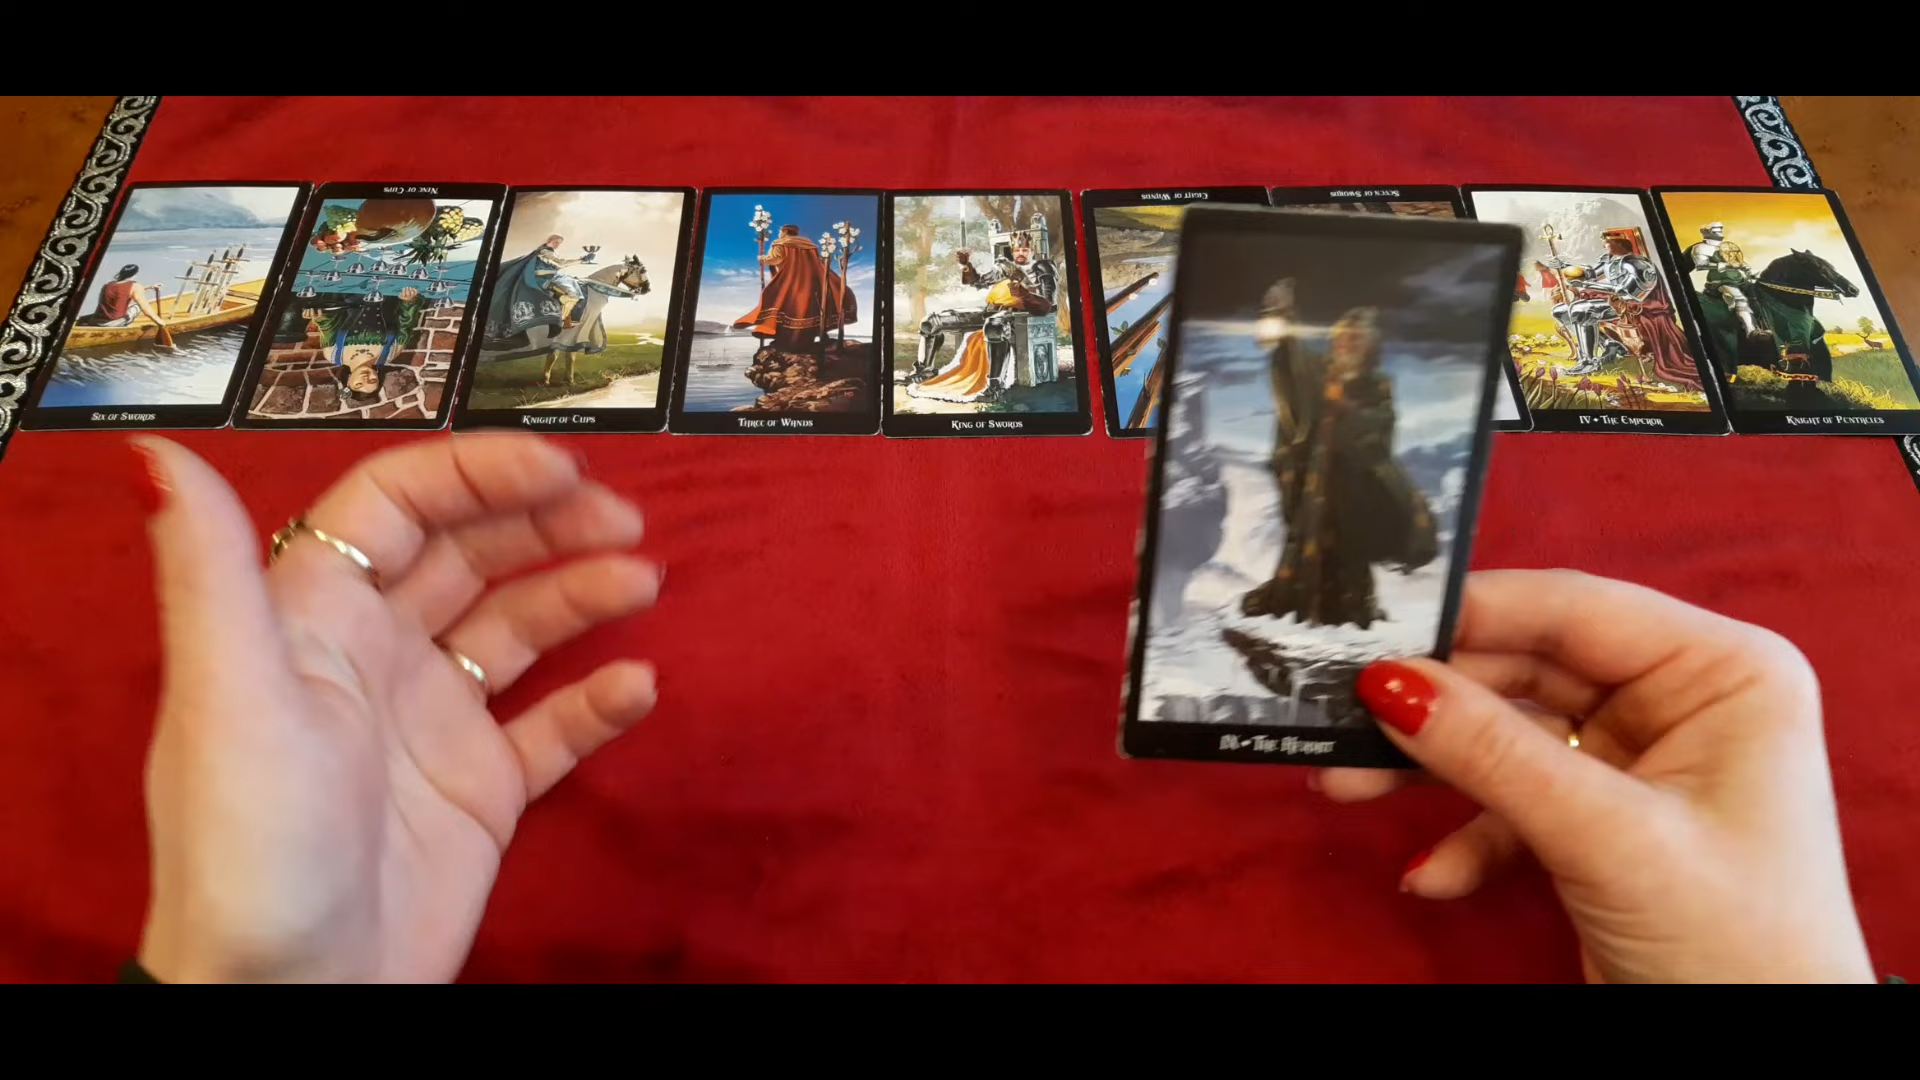 SIX OF SWORDS
NINE OF CUPS
KNIGHT OF CUPS
THREE OF WANDS
KING OF SWORDS
EIGHT OF WANDS
SEVEN OF SWORDS
IV • THE EMPEROR
KNIGHT OF PENTACLES
IX • THE HERMIT